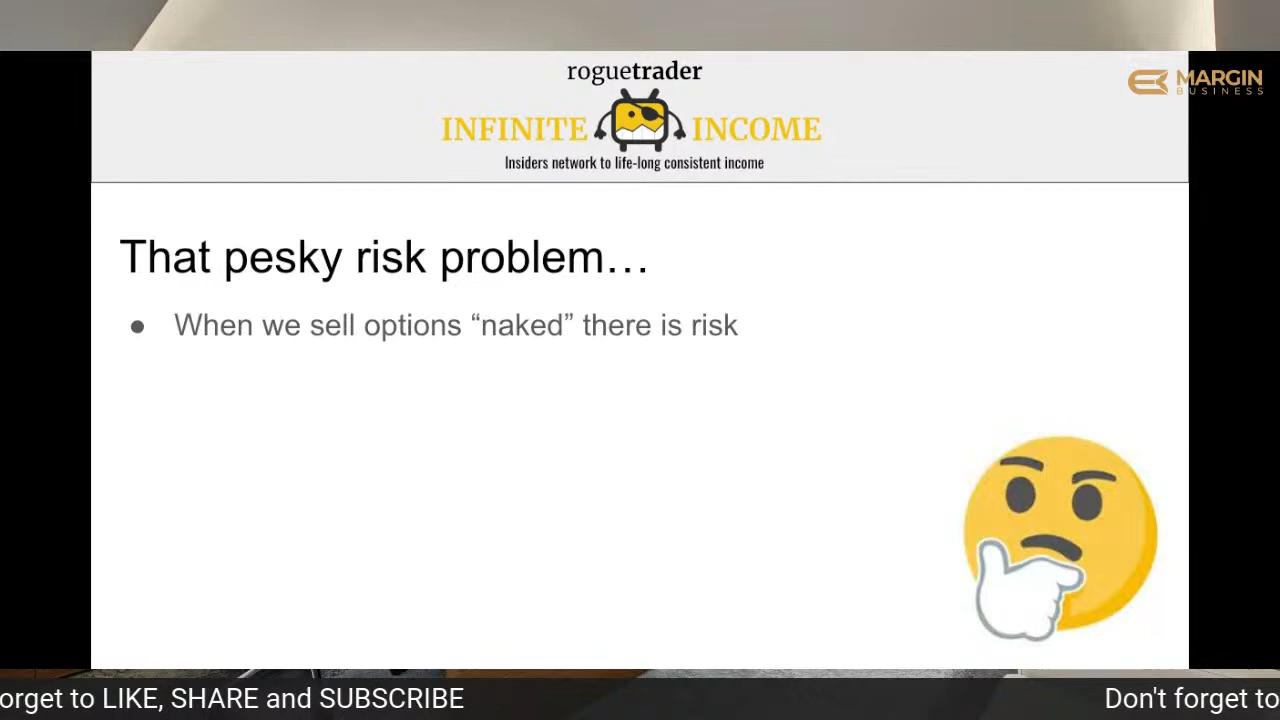 roguetrader
MARGIN
BUSINESS
INFINITE INCOME
Insiders network to life-long consistent income
That pesky risk problem…
● When we sell options “naked” there is risk
orget to LIKE, SHARE and SUBSCRIBE
Don't forget to